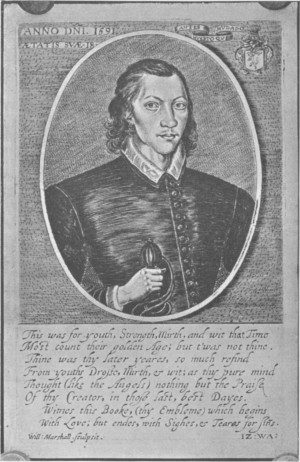 ANNO DNI. 1591
ÆTATIS SVÆ 18
ANTES MVDADO
This was for youth, Strength, Mirth, and wit that Time
Most count their golden Age; but t'was not thine.
Thine was thy later yeares, so much refind
From youths Drosse, Mirth, & wit; as thy pure mind
Thought (like the Angels) nothing but the Praise
Of thy Creator, in those last, best Dayes.
Witnes this Booke, (thy Embleme) which begins
With Love; but endes, with Sighes, & Teares for sins.
Will: Marshall sculpsit. IZ: WA: